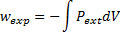 w_exp = −∫ P_ext dV